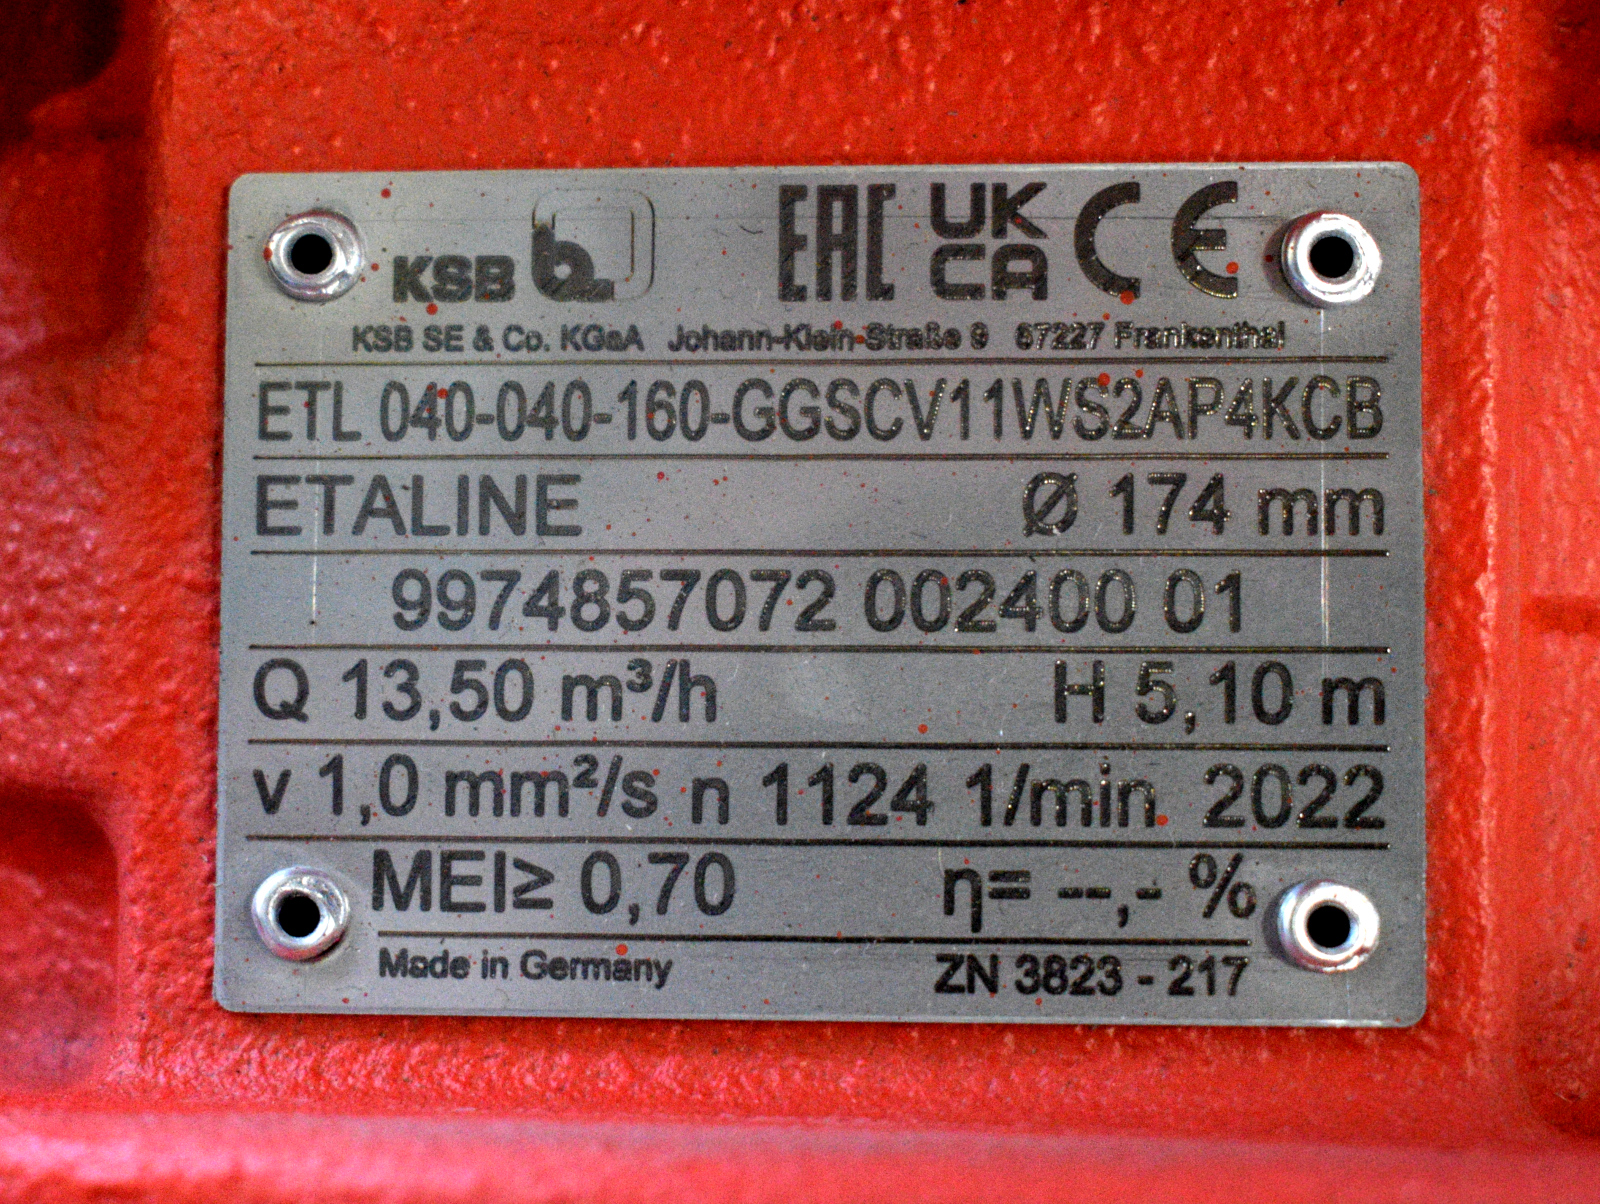 KSB b EAC UK CA CE
KSB SE & Co. KGaA Johann-Klein-Straße 9 67227 Frankenthal
ETL 040-040-160-GGSCV11WS2AP4KCB
ETALINE Ø 174 mm
9974857072 002400 01
Q 13,50 m³/h H 5,10 m
v 1,0 mm²/s n 1124 1/min 2022
MEI≥ 0,70 η= --,- %
Made in Germany ZN 3823 - 217